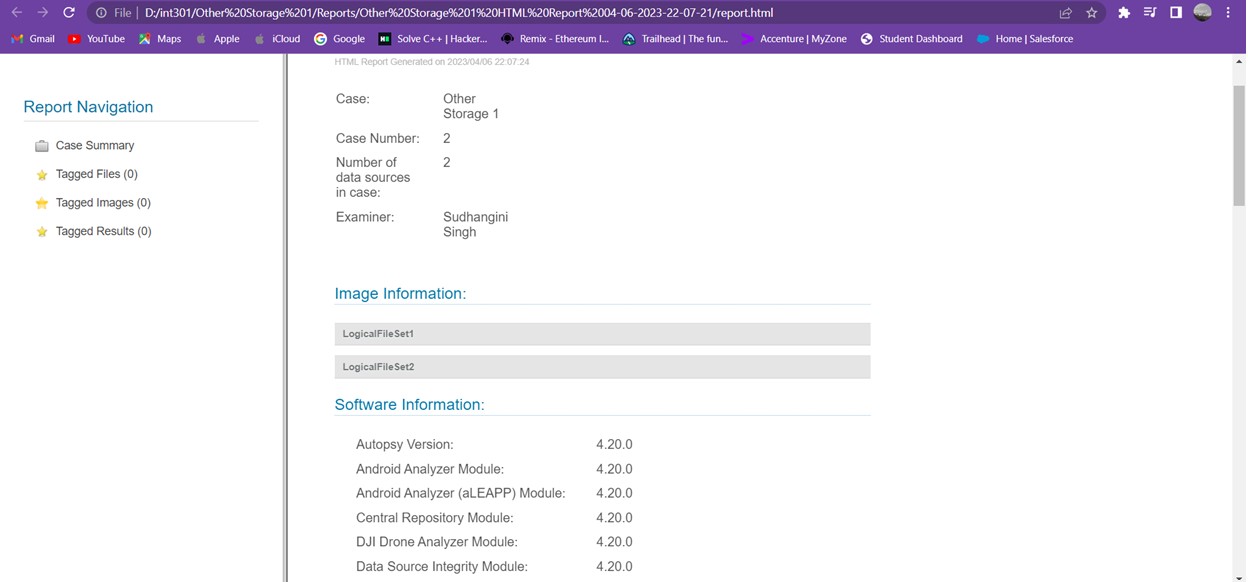 File | D:/int301/Other%20Storage%201/Reports/Other%20Storage%201%20HTML%20Report%2004-06-2023-22-07-21/report.html
Gmail YouTube Maps Apple iCloud Google Solve C++ | Hacker... Remix - Ethereum I... Trailhead | The fun... Accenture | MyZone Student Dashboard Home | Salesforce
Report Navigation
Case Summary
Tagged Files (0)
Tagged Images (0)
Tagged Results (0)
HTML Report Generated on 2023/04/06 22:07:24
Case: Other
Storage 1
Case Number: 2
Number of 2
data sources
in case:
Examiner: Sudhangini
Singh
Image Information:
LogicalFileSet1
LogicalFileSet2
Software Information:
Autopsy Version: 4.20.0
Android Analyzer Module: 4.20.0
Android Analyzer (aLEAPP) Module: 4.20.0
Central Repository Module: 4.20.0
DJI Drone Analyzer Module: 4.20.0
Data Source Integrity Module: 4.20.0